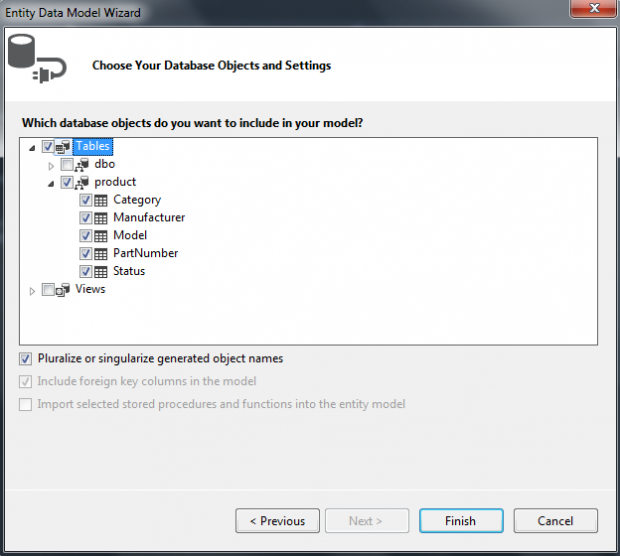 Entity Data Model Wizard
Choose Your Database Objects and Settings
Which database objects do you want to include in your model?
Tables
dbo
product
Category
Manufacturer
Model
PartNumber
Status
Views
Pluralize or singularize generated object names
Include foreign key columns in the model
Import selected stored procedures and functions into the entity model
< Previous
Next >
Finish
Cancel